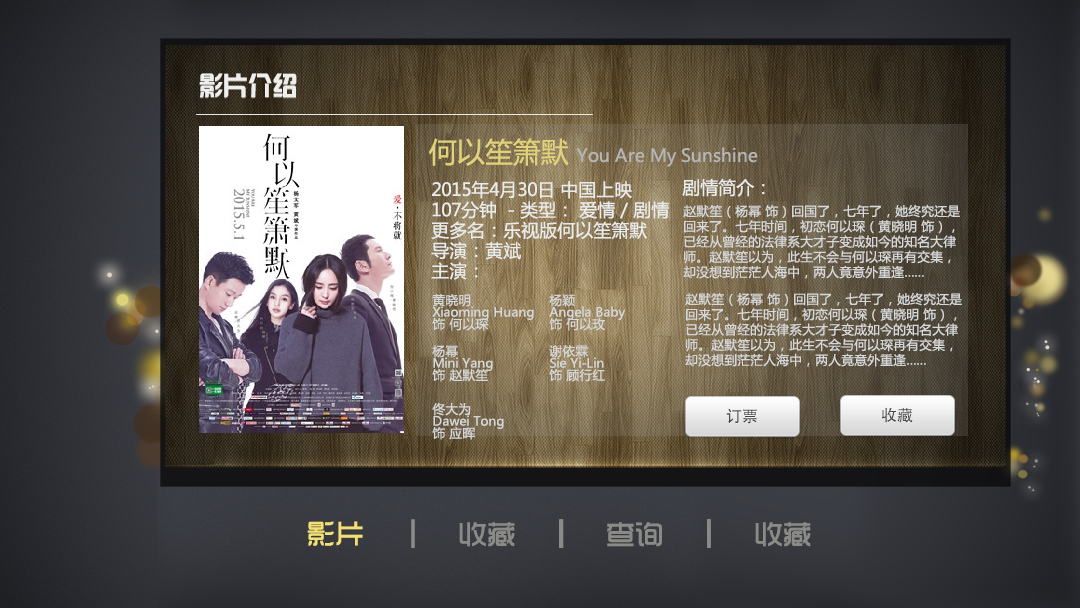 影片介绍
何以笙箫默
杨文军 黄斌
YOU ARE
MY SUNSHINE
2015.5.1
爱·不将就
何以笙箫默 You Are My Sunshine
2015年4月30日 中国上映
107分钟 - 类型: 爱情 / 剧情
更多名：乐视版何以笙箫默
导演：黄斌
主演：
黄晓明
Xiaoming Huang
饰 何以琛
杨颖
Angela Baby
饰 何以玫
杨幂
Mini Yang
饰 赵默笙
谢依霖
Sie Yi-Lin
饰 顾行红
佟大为
Dawei Tong
饰 应晖
剧情简介：
赵默笙（杨幂 饰）回国了，七年了，她终究还是
回来了。七年时间，初恋何以琛（黄晓明 饰），
已经从曾经的法律系大才子变成如今的知名大律
师。赵默笙以为，此生不会与何以琛再有交集，
却没想到茫茫人海中，两人竟意外重逢......
赵默笙（杨幂 饰）回国了，七年了，她终究还是
回来了。七年时间，初恋何以琛（黄晓明 饰），
已经从曾经的法律系大才子变成如今的知名大律
师。赵默笙以为，此生不会与何以琛再有交集，
却没想到茫茫人海中，两人竟意外重逢......
订票
收藏
影片 | 收藏 | 查询 | 收藏